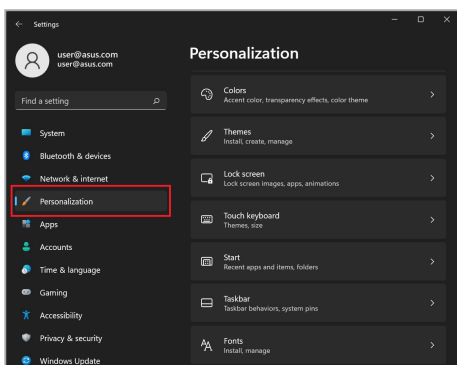 Settings
user@asus.com
user@asus.com
Find a setting
System
Bluetooth & devices
Network & internet
Personalization
Apps
Accounts
Time & language
Gaming
Accessibility
Privacy & security
Windows Update
Personalization
Colors
Accent color, transparency effects, color theme
Themes
Install, create, manage
Lock screen
Lock screen images, apps, animations
Touch keyboard
Themes, size
Start
Recent apps and items, folders
Taskbar
Taskbar behaviors, system pins
Fonts
Install, manage